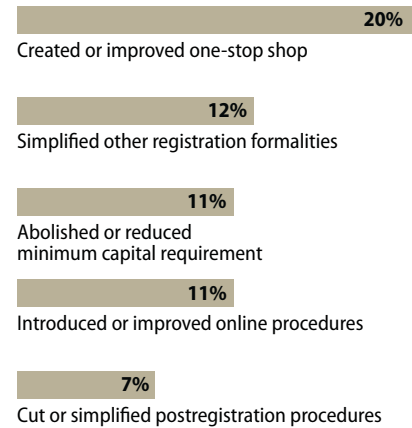 20%
Created or improved one-stop shop
12%
Simplified other registration formalities
11%
Abolished or reduced
minimum capital requirement
11%
Introduced or improved online procedures
7%
Cut or simplified postregistration procedures